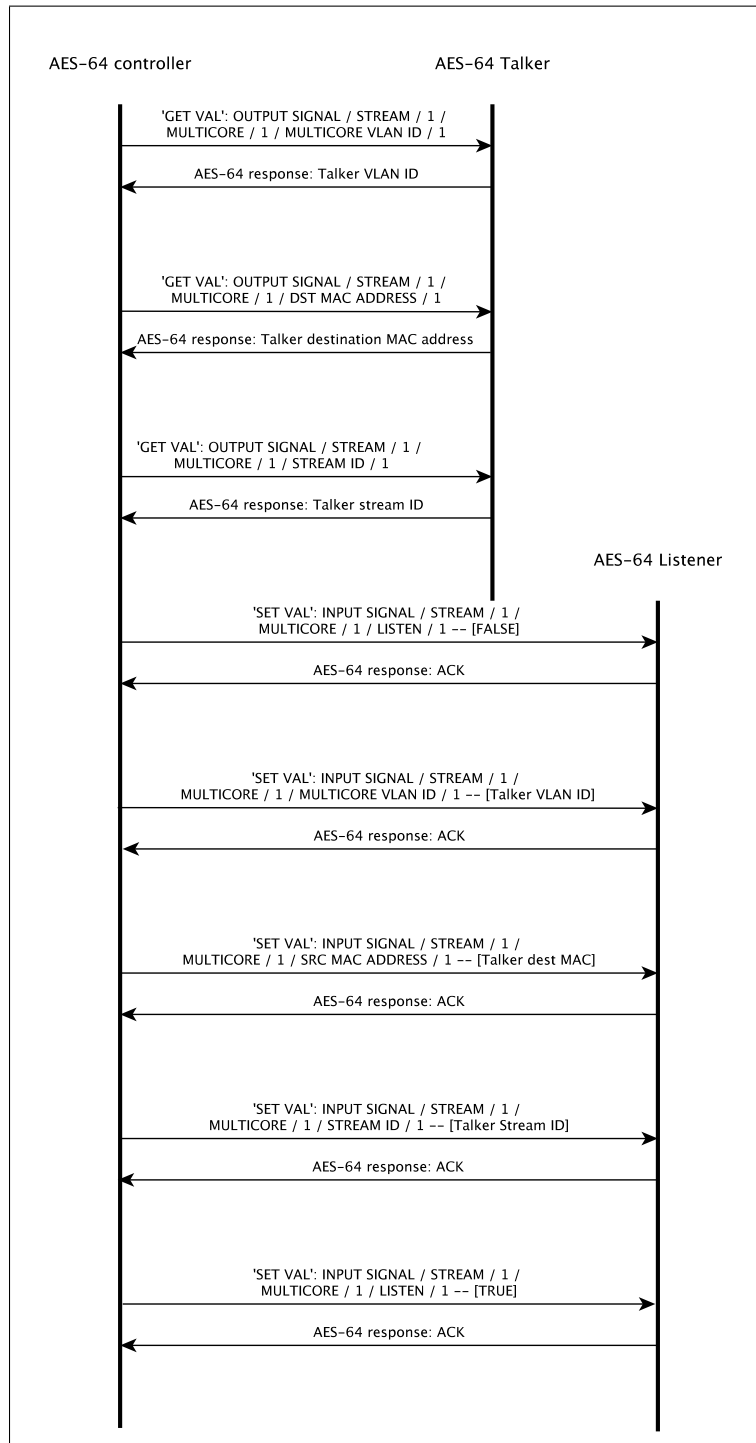 AES-64 controller
AES-64 Talker
'GET VAL': OUTPUT SIGNAL / STREAM / 1 /
MULTICORE / 1 / MULTICORE VLAN ID / 1
AES-64 response: Talker VLAN ID
'GET VAL': OUTPUT SIGNAL / STREAM / 1 /
MULTICORE / 1 / DST MAC ADDRESS / 1
AES-64 response: Talker destination MAC address
'GET VAL': OUTPUT SIGNAL / STREAM / 1 /
MULTICORE / 1 / STREAM ID / 1
AES-64 response: Talker stream ID
AES-64 Listener
'SET VAL': INPUT SIGNAL / STREAM / 1 /
MULTICORE / 1 / LISTEN / 1 -- [FALSE]
AES-64 response: ACK
'SET VAL': INPUT SIGNAL / STREAM / 1 /
MULTICORE / 1 / MULTICORE VLAN ID / 1 -- [Talker VLAN ID]
AES-64 response: ACK
'SET VAL': INPUT SIGNAL / STREAM / 1 /
MULTICORE / 1 / SRC MAC ADDRESS / 1 -- [Talker dest MAC]
AES-64 response: ACK
'SET VAL': INPUT SIGNAL / STREAM / 1 /
MULTICORE / 1 / STREAM ID / 1 -- [Talker Stream ID]
AES-64 response: ACK
'SET VAL': INPUT SIGNAL / STREAM / 1 /
MULTICORE / 1 / LISTEN / 1 -- [TRUE]
AES-64 response: ACK